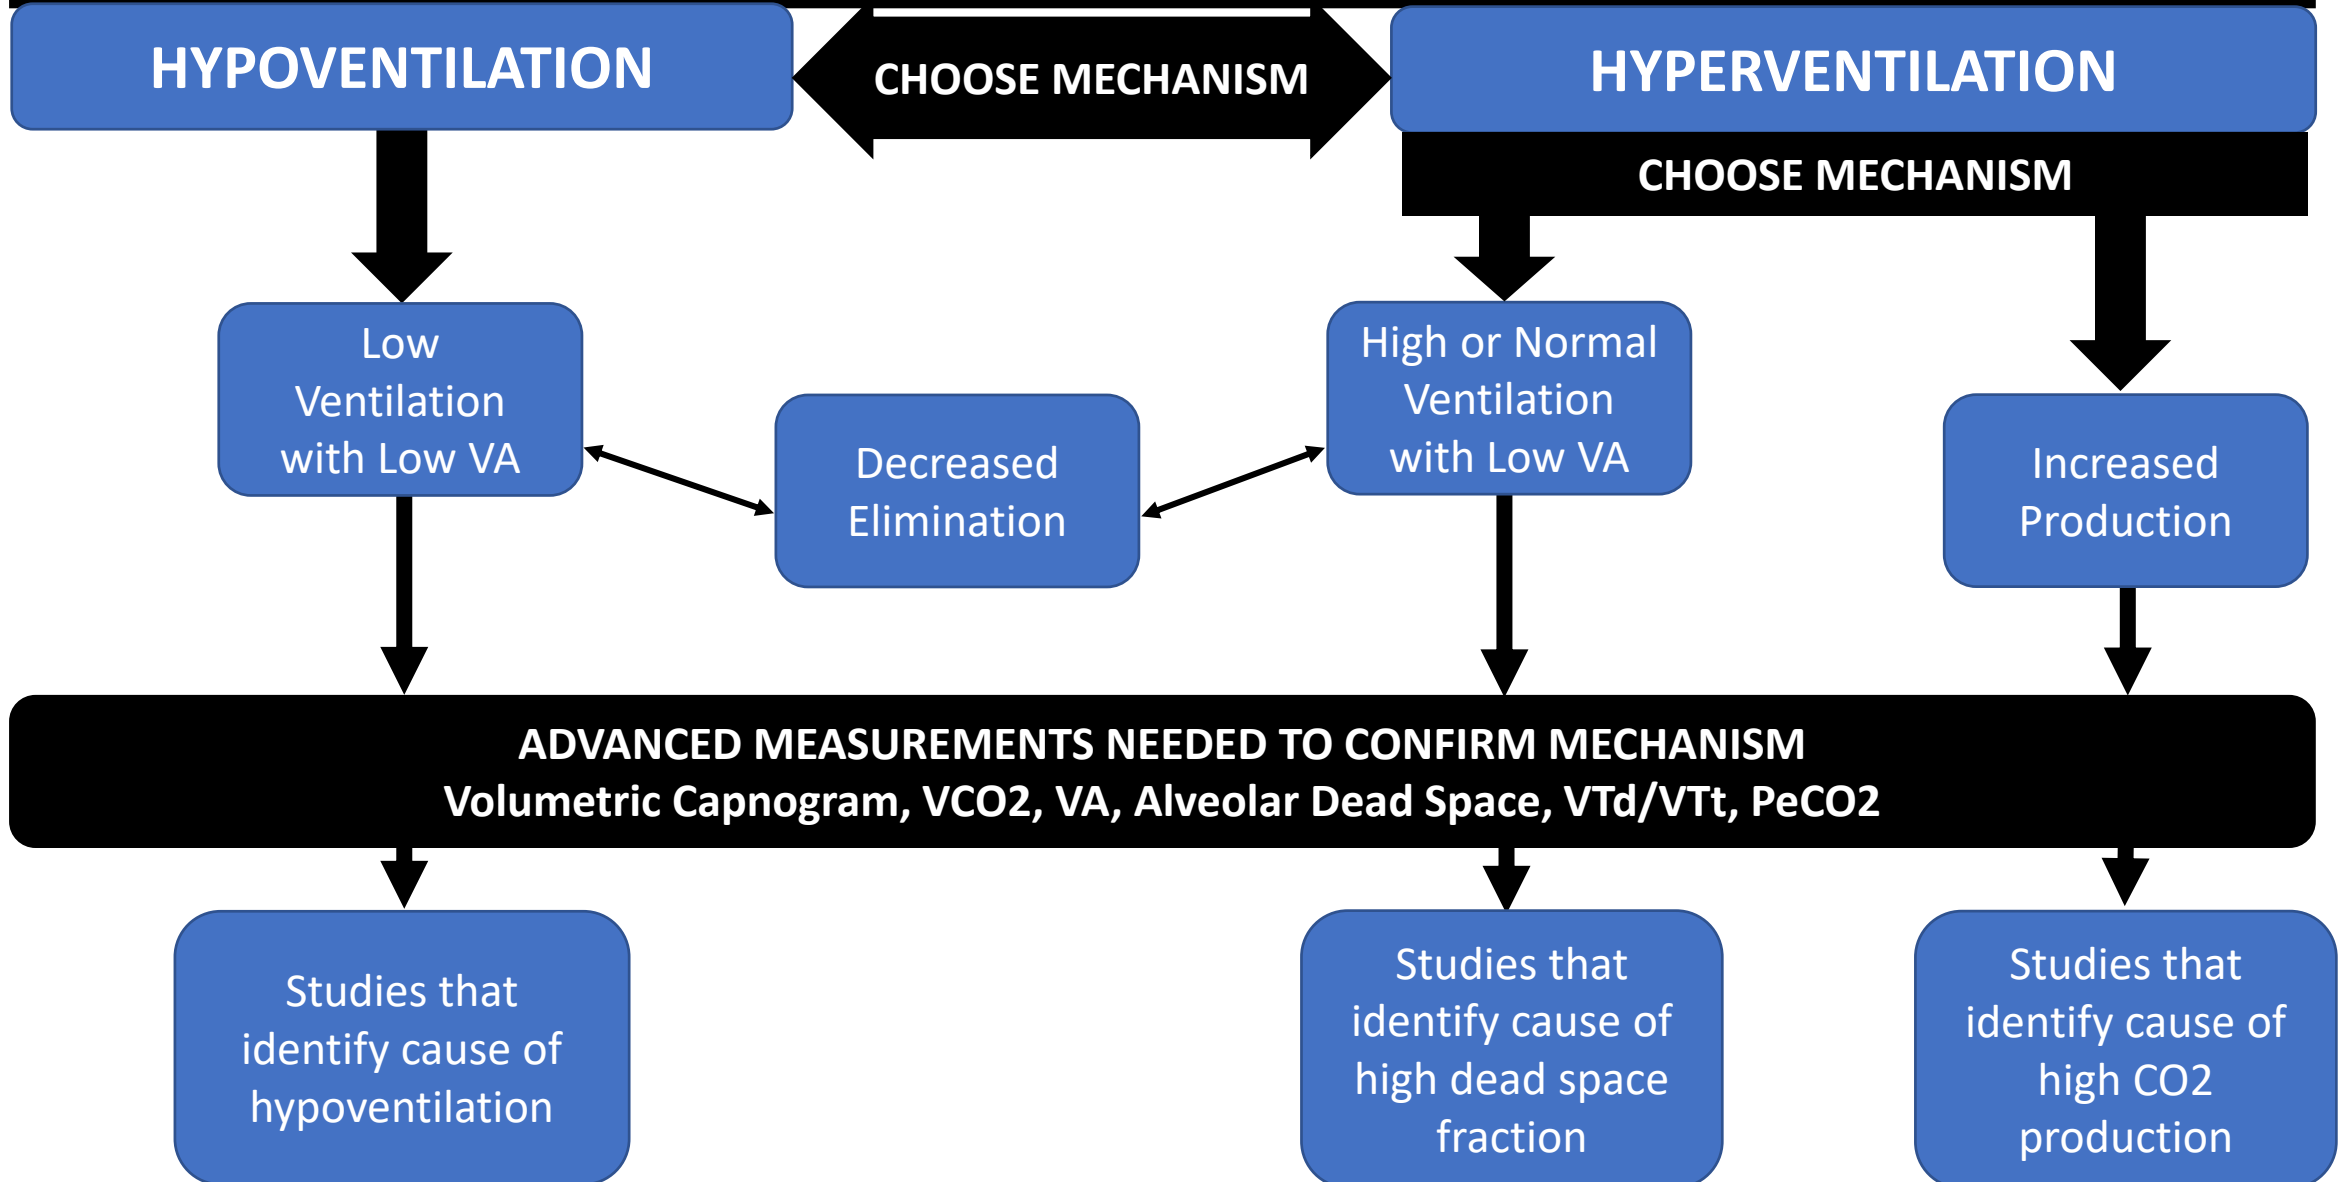 HYPOVENTILATION
CHOOSE MECHANISM
HYPERVENTILATION
CHOOSE MECHANISM
Low
Ventilation
with Low VA
Decreased
Elimination
High or Normal
Ventilation
with Low VA
Increased
Production
ADVANCED MEASUREMENTS NEEDED TO CONFIRM MECHANISM
Volumetric Capnogram, VCO2, VA, Alveolar Dead Space, VTd/VTt, PeCO2
Studies that
identify cause of
hypoventilation
Studies that
identify cause of
high dead space
fraction
Studies that
identify cause of
high CO2
production